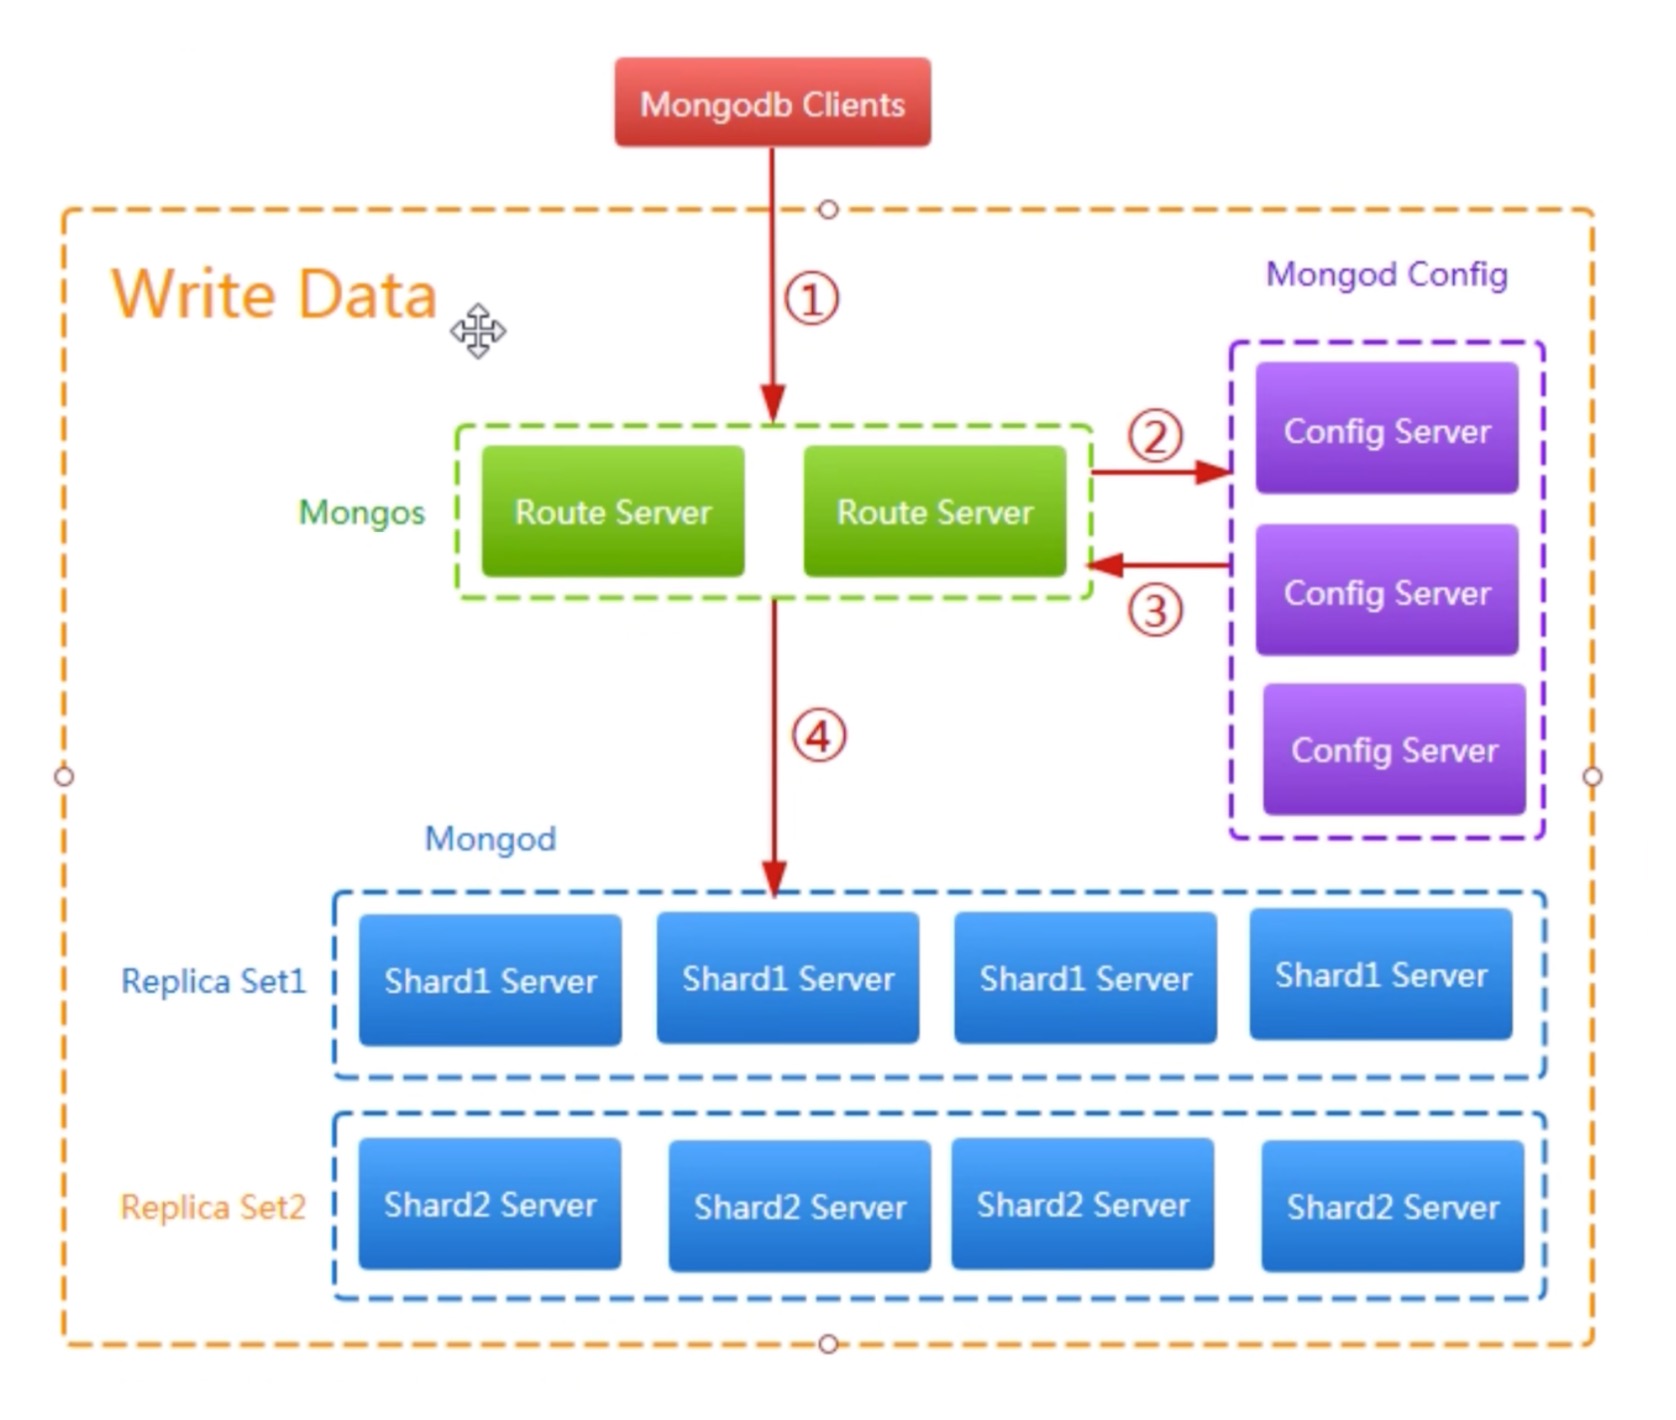 Mongodb Clients
Write Data
①
Mongod Config
Config Server
②
Mongos
Route Server
Route Server
③
Config Server
④
Config Server
Mongod
Replica Set1
Shard1 Server
Shard1 Server
Shard1 Server
Shard1 Server
Replica Set2
Shard2 Server
Shard2 Server
Shard2 Server
Shard2 Server